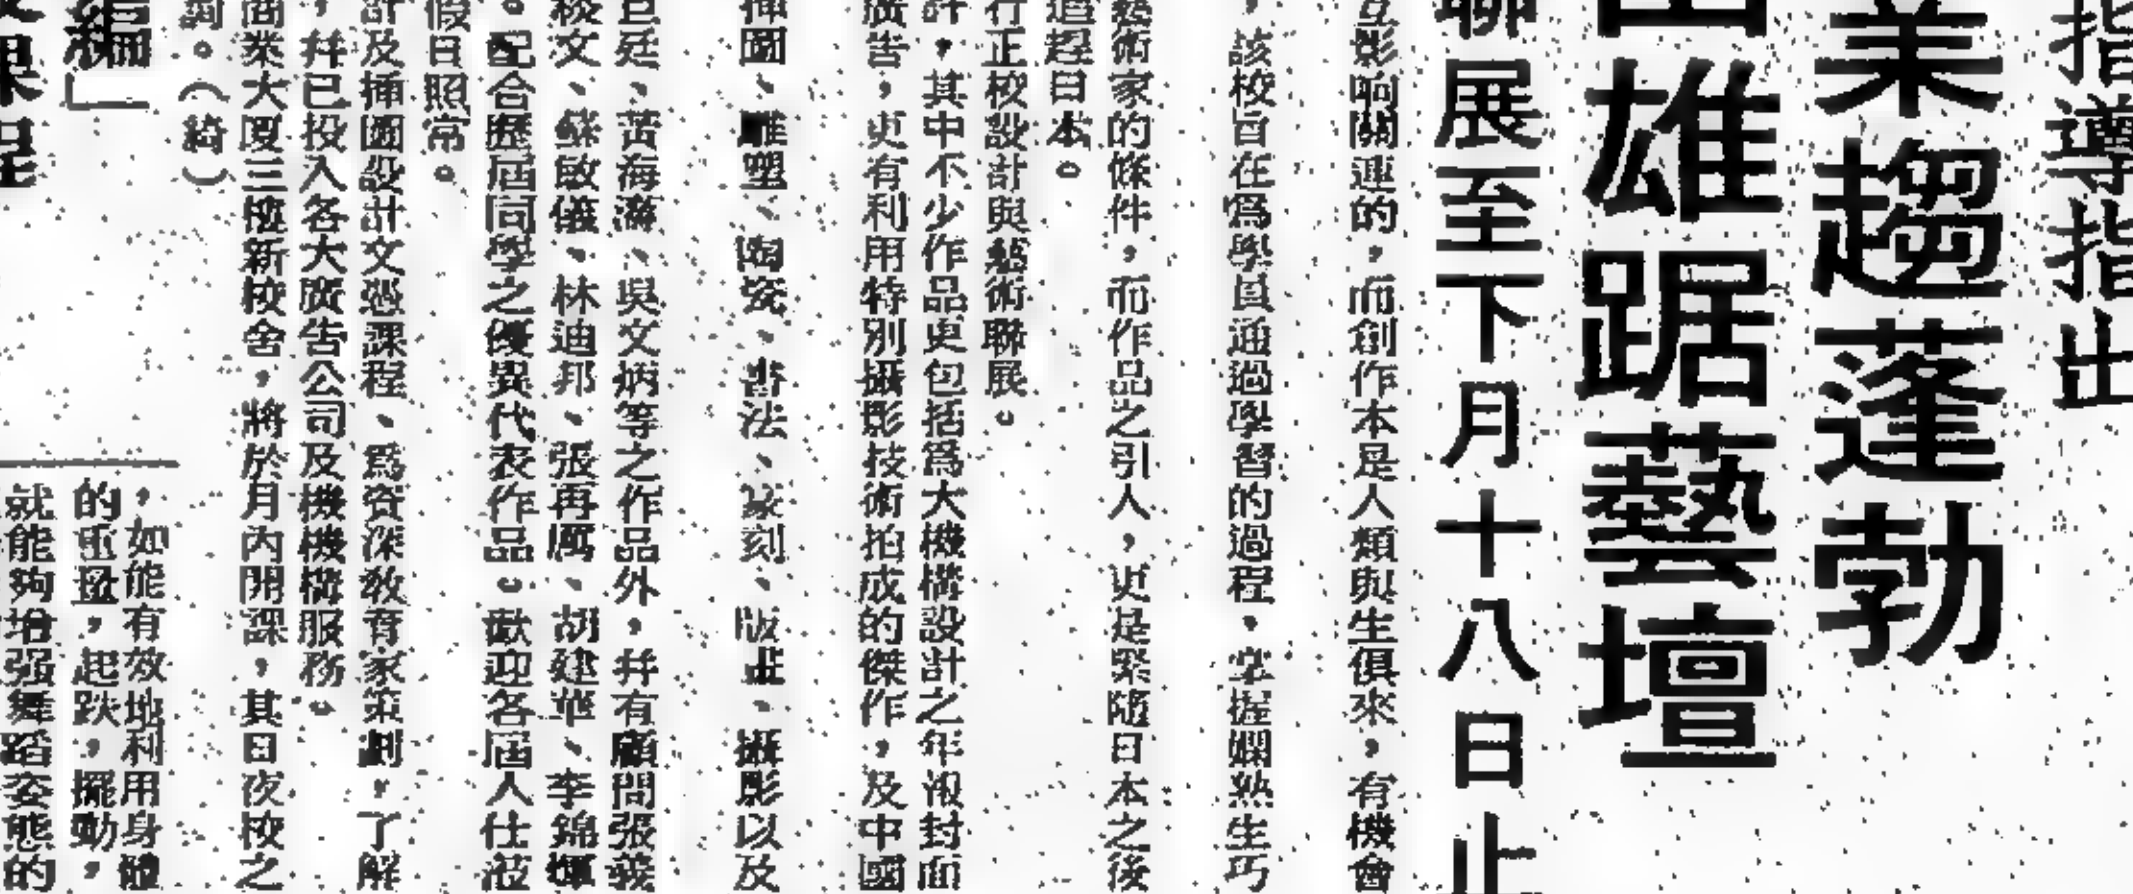 指導指出
業趨蓬勃
雄踞藝壇
聯展至下月十八日止
互影响關連的，而創作本是人類與生俱來，有機會
，該校旨在爲學員通過學習的過程，掌握嫻熟生巧
藝術家的條件，而作品之引人，更是緊隨日本之後
追趕日本。
行正校設計與藝術聯展。
計，其中不少作品更包括爲大機構設計之年報封面
廣告，更有利用特別攝影技術拍成的傑作，及中國
插圖、雕塑、陶瓷、書法、篆刻、版畫、攝影以及
巨廷、黃海濤、吳文炳等之作品外，幷有顧問張義
文、蘇敏儀、林迪邦、張再厲、胡建華、李錦輝
。配合歷屆同學之優異代表作品。歡迎各屆人仕蒞
假日照常。
計及揷圖設計文憑課程、爲資深敎育家策劃，了解
，幷已投入各大廣告公司及機機構服務。
商業大廈三樓新校舍，將於月內開課，其日夜校之
詢。（綺）
編」
課程
，如能有效地利用身體
的重量，起跌，擺動，
就能夠增强舞蹈姿態的